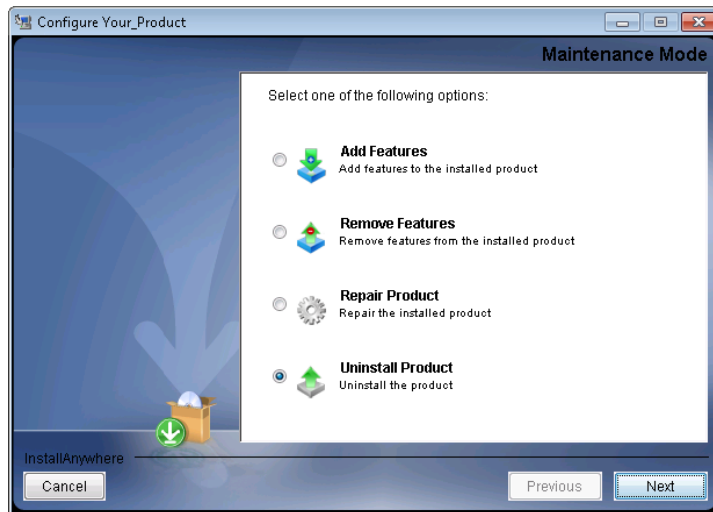 Configure Your_Product
Maintenance Mode
Select one of the following options:
Add Features
Add features to the installed product
Remove Features
Remove features from the installed product
Repair Product
Repair the installed product
Uninstall Product
Uninstall the product
InstallAnywhere
Cancel
Previous
Next